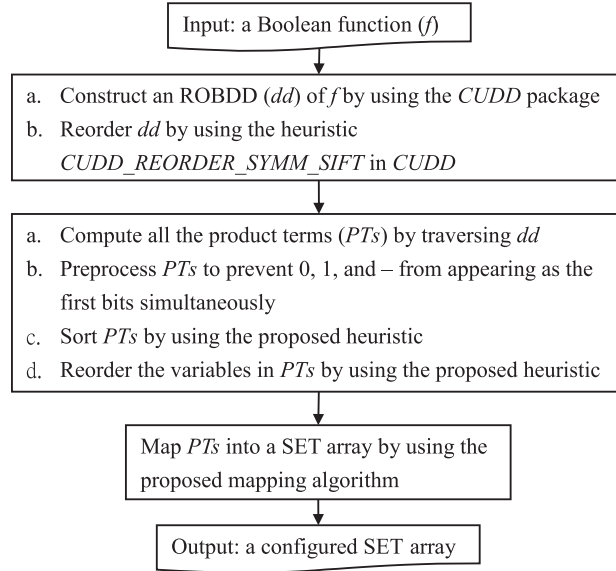 Input: a Boolean function (f)
a. Construct an ROBDD (dd) of f by using the CUDD package
b. Reorder dd by using the heuristic
CUDD_REORDER_SYMM_SIFT in CUDD
a. Compute all the product terms (PTs) by traversing dd
b. Preprocess PTs to prevent 0, 1, and – from appearing as the
first bits simultaneously
c. Sort PTs by using the proposed heuristic
d. Reorder the variables in PTs by using the proposed heuristic
Map PTs into a SET array by using the
proposed mapping algorithm
Output: a configured SET array